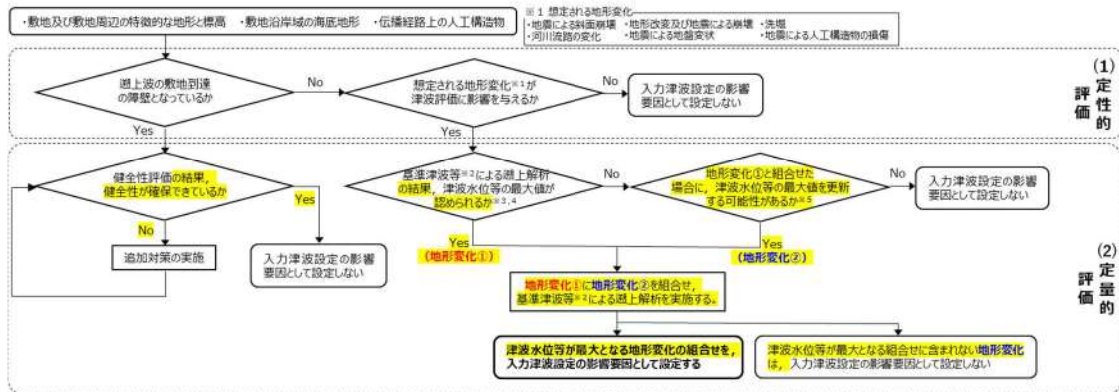 ・敷地及び敷地周辺の特徴的な地形と標高　・敷地沿岸域の海底地形　・伝播経路上の人工構造物
※1 想定される地形変化
・地震による斜面崩壊　・地形改変及び地震による崩壊　・洗掘
・河川流路の変化　・地震による地盤変状　・地震による人工構造物の損傷
(1)定性的評価
遡上波の敷地到達
の障壁となっているか
No
想定される地形変化※1が
津波評価に影響を与えるか
No
入力津波設定の影響
要因として設定しない
Yes
Yes
(2)定量的評価
健全性評価の結果，
健全性が確保できているか
Yes
No
追加対策の実施
入力津波設定の影響
要因として設定しない
基準津波等※2による遡上解析
の結果，津波水位等の最大値が
認められるか※3,4
No
地形変化①と組合せた
場合に，津波水位等の最大値を更新
する可能性があるか※5
No
入力津波設定の影響
要因として設定しない
Yes
(地形変化①)
Yes
(地形変化②)
地形変化①に地形変化②を組合せ，
基準津波等※2による遡上解析を実施する。
津波水位等が最大となる地形変化の組合せを，
入力津波設定の影響要因として設定する
津波水位等が最大となる組合せに含まれない地形変化
は，入力津波設定の影響要因として設定しない